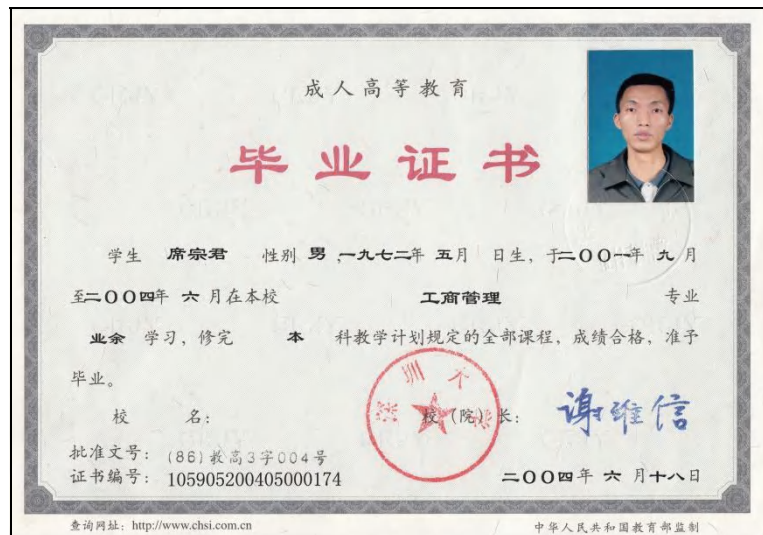 成人高等教育
毕业证书
学生 席宗君 性别 男 ,一九七二年 五月 日生，于二〇〇一年 九 月
至二〇〇四年 六 月在本校 工商管理 专业
业余 学习，修完 本 科教学计划规定的全部课程，成绩合格，准予
毕业。
校 名： 校（院）长： 谢维信
深圳大学
批准文号： (86)教高3字004号
证书编号： 105905200405000174 二〇〇四年 六 月十八日
查询网址：http://www.chsi.com.cn 中华人民共和国教育部监制